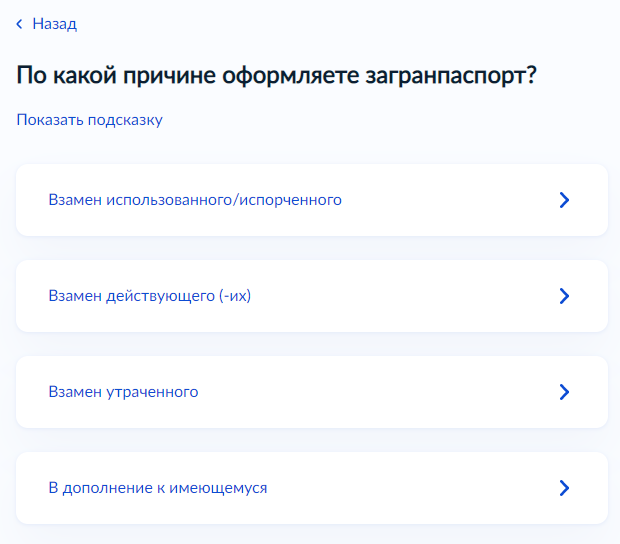 Назад
По какой причине оформляете загранпаспорт?
Показать подсказку
Взамен использованного/испорченного
Взамен действующего (-их)
Взамен утраченного
В дополнение к имеющемуся